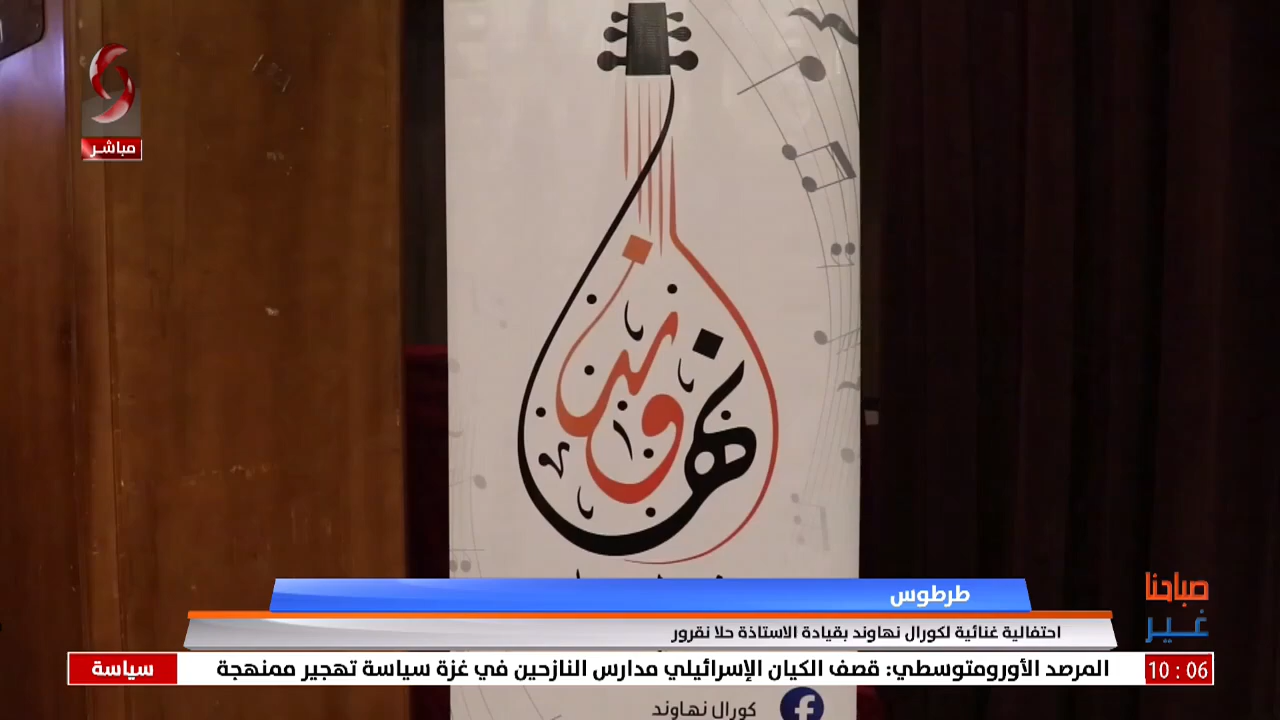 مباشر
نهاوند
طرطوس
احتفالية غنائية لكورال نهاوند بقيادة الاستاذة حلا نقرور
صباحنا
غير
المرصد الأورومتوسطي: قصف الكيان الإسرائيلي مدارس النازحين في غزة سياسة تهجير ممنهجة
سياسة
10:06
كورال نهاوند